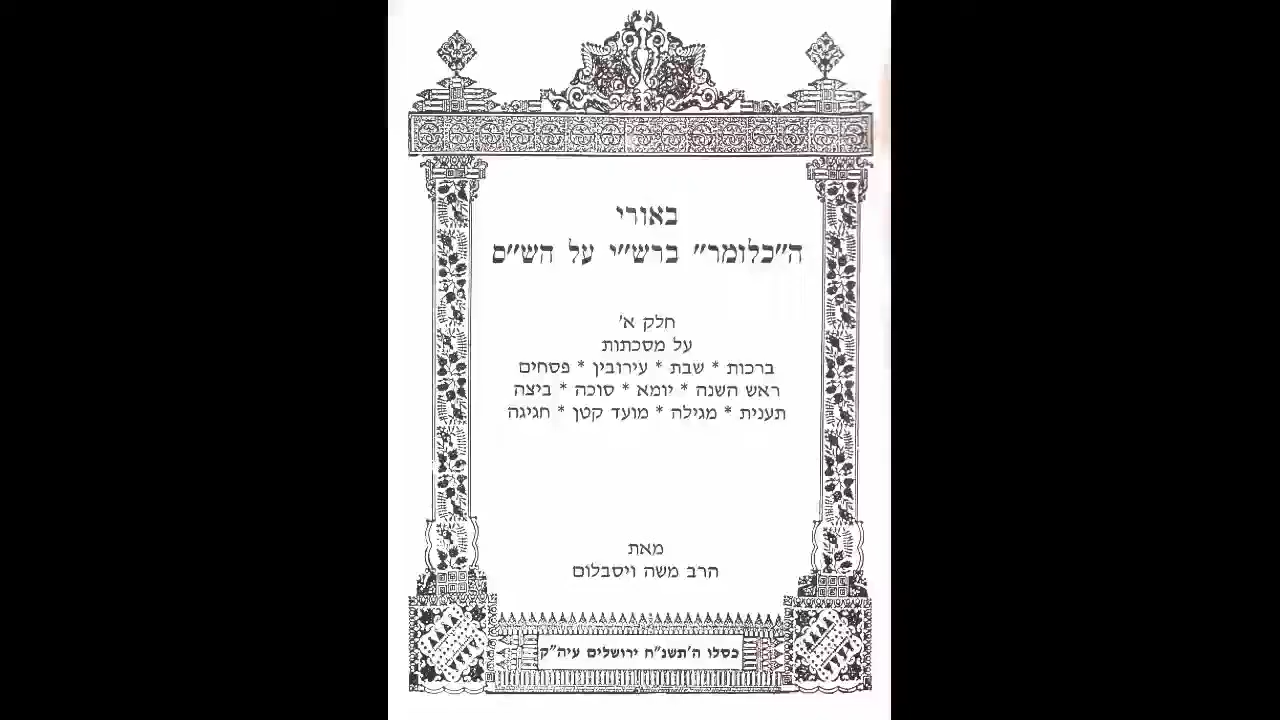 באורי
ה"כלומר" ברש"י על הש"ס
חלק א'
על מסכתות
ברכות * שבת * עירובין * פסחים
ראש השנה * יומא * סוכה * ביצה
תענית * מגילה * מועד קטן * חגיגה
מאת
הרב משה ויסבלום
כסלו ה'תשנ"ח ירושלים עיה"ק